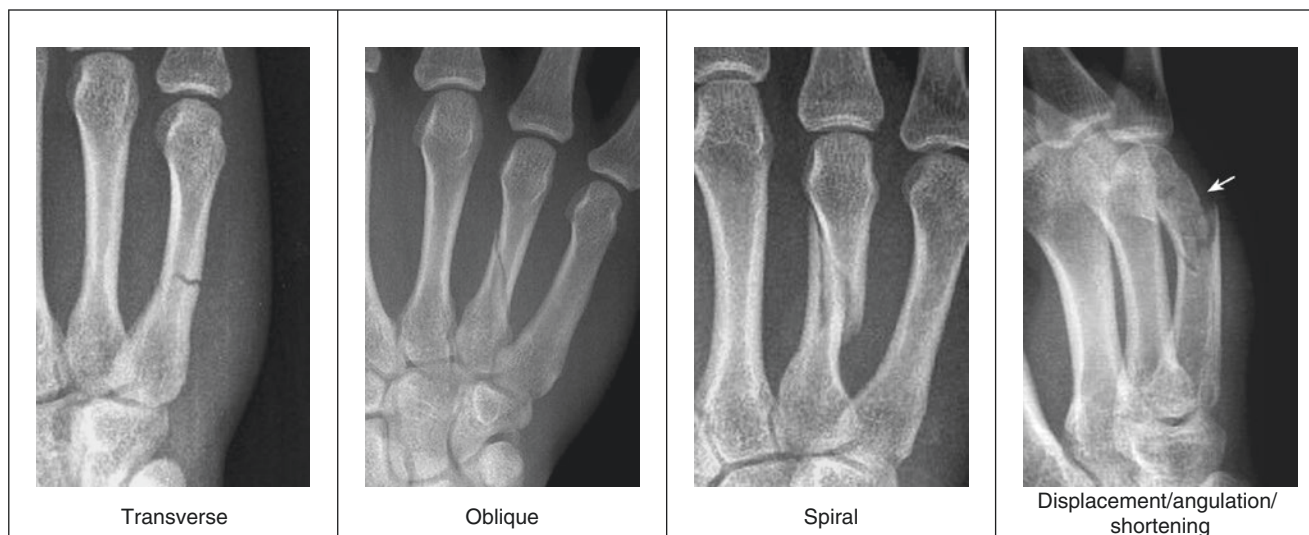 Transverse
Oblique
Spiral
Displacement/angulation/
shortening